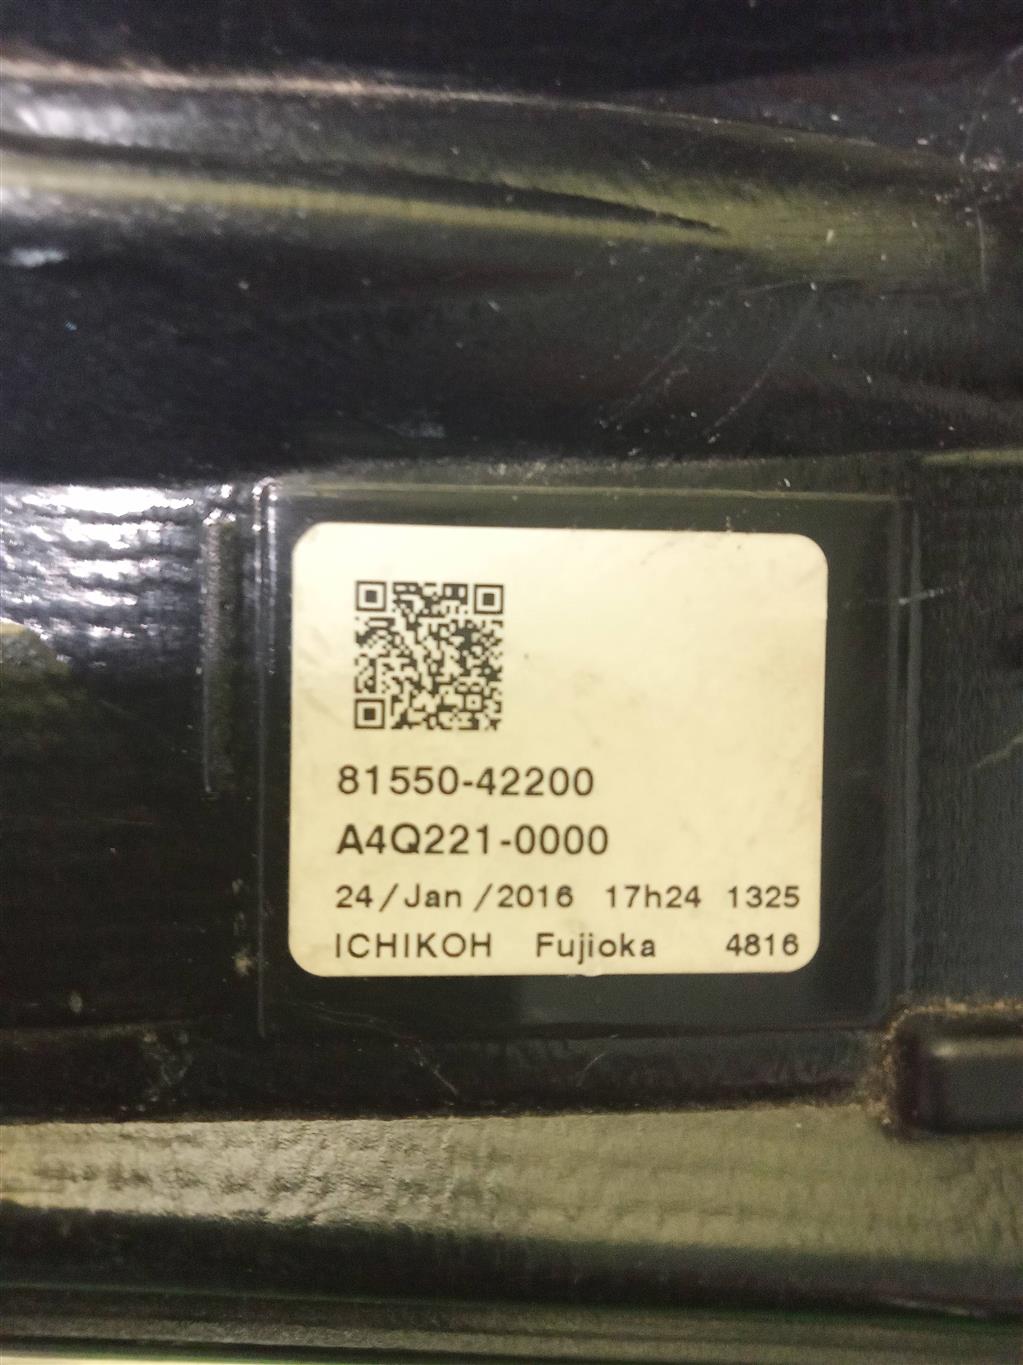 81550-42200
A4Q221-0000
24/Jan/2016 17h24 1325
ICHIKOH Fujioka 4816